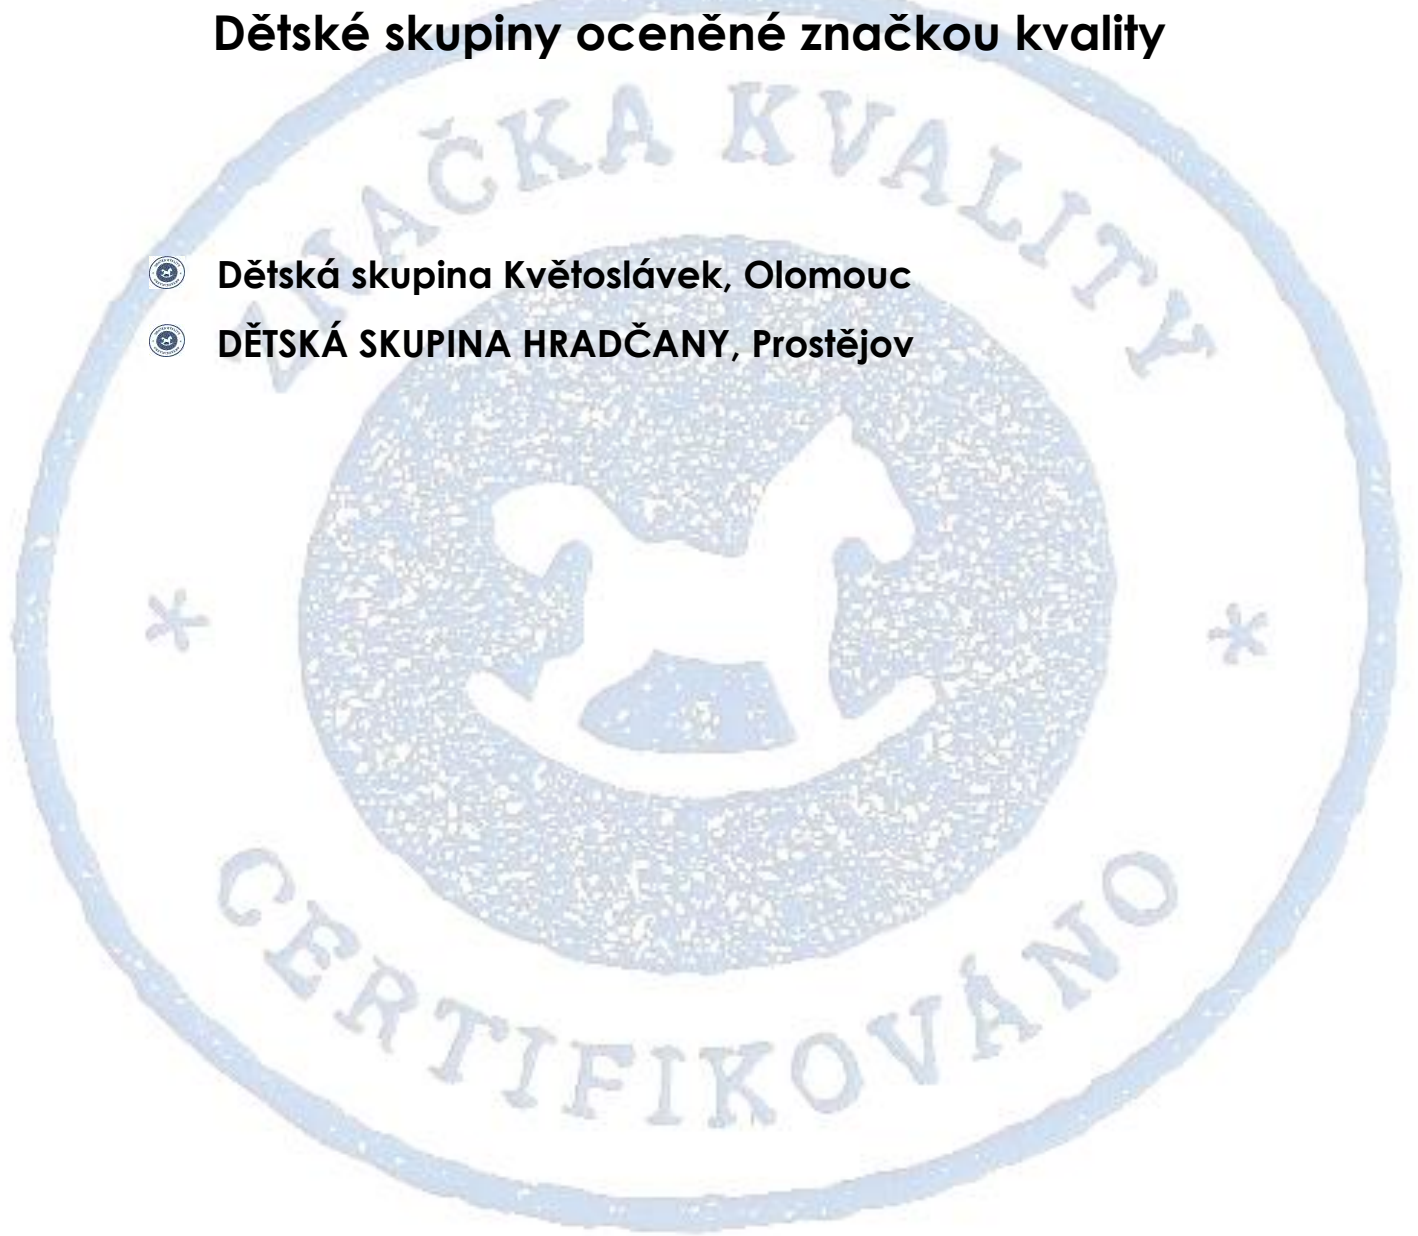 Dětské skupiny oceněné značkou kvality
ZNAČKA KVALITY
Dětská skupina Květoslávek, Olomouc
DĚTSKÁ SKUPINA HRADČANY, Prostějov
CERTIFIKOVÁNO